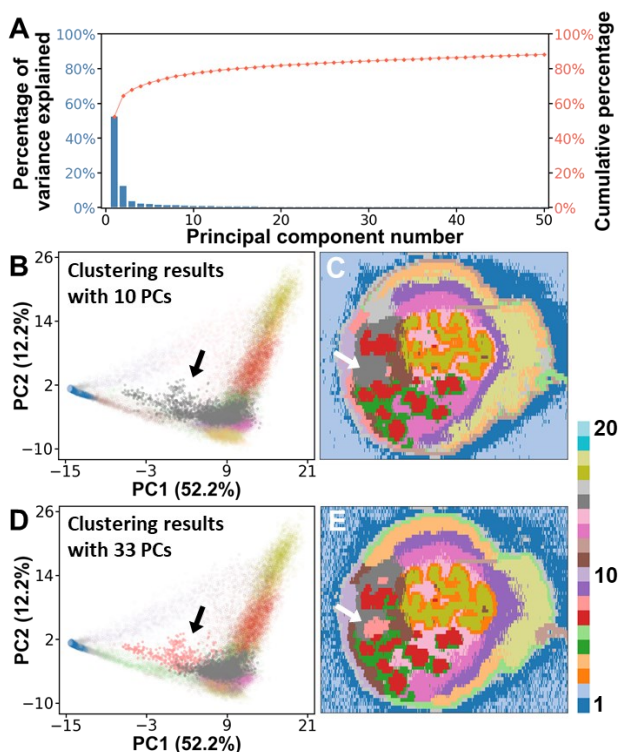 A
Percentage of
variance explained
100%
80%
60%
40%
20%
0%
100%
80%
60%
40%
20%
0%
Cumulative percentage
0
10
20
30
40
50
Principal component number
B
Clustering results
with 10 PCs
PC2 (12.2%)
26
14
2
−10
−15
−3
9
21
PC1 (52.2%)
C
D
Clustering results
with 33 PCs
PC2 (12.2%)
26
14
2
−10
−15
−3
9
21
PC1 (52.2%)
E
20
10
1